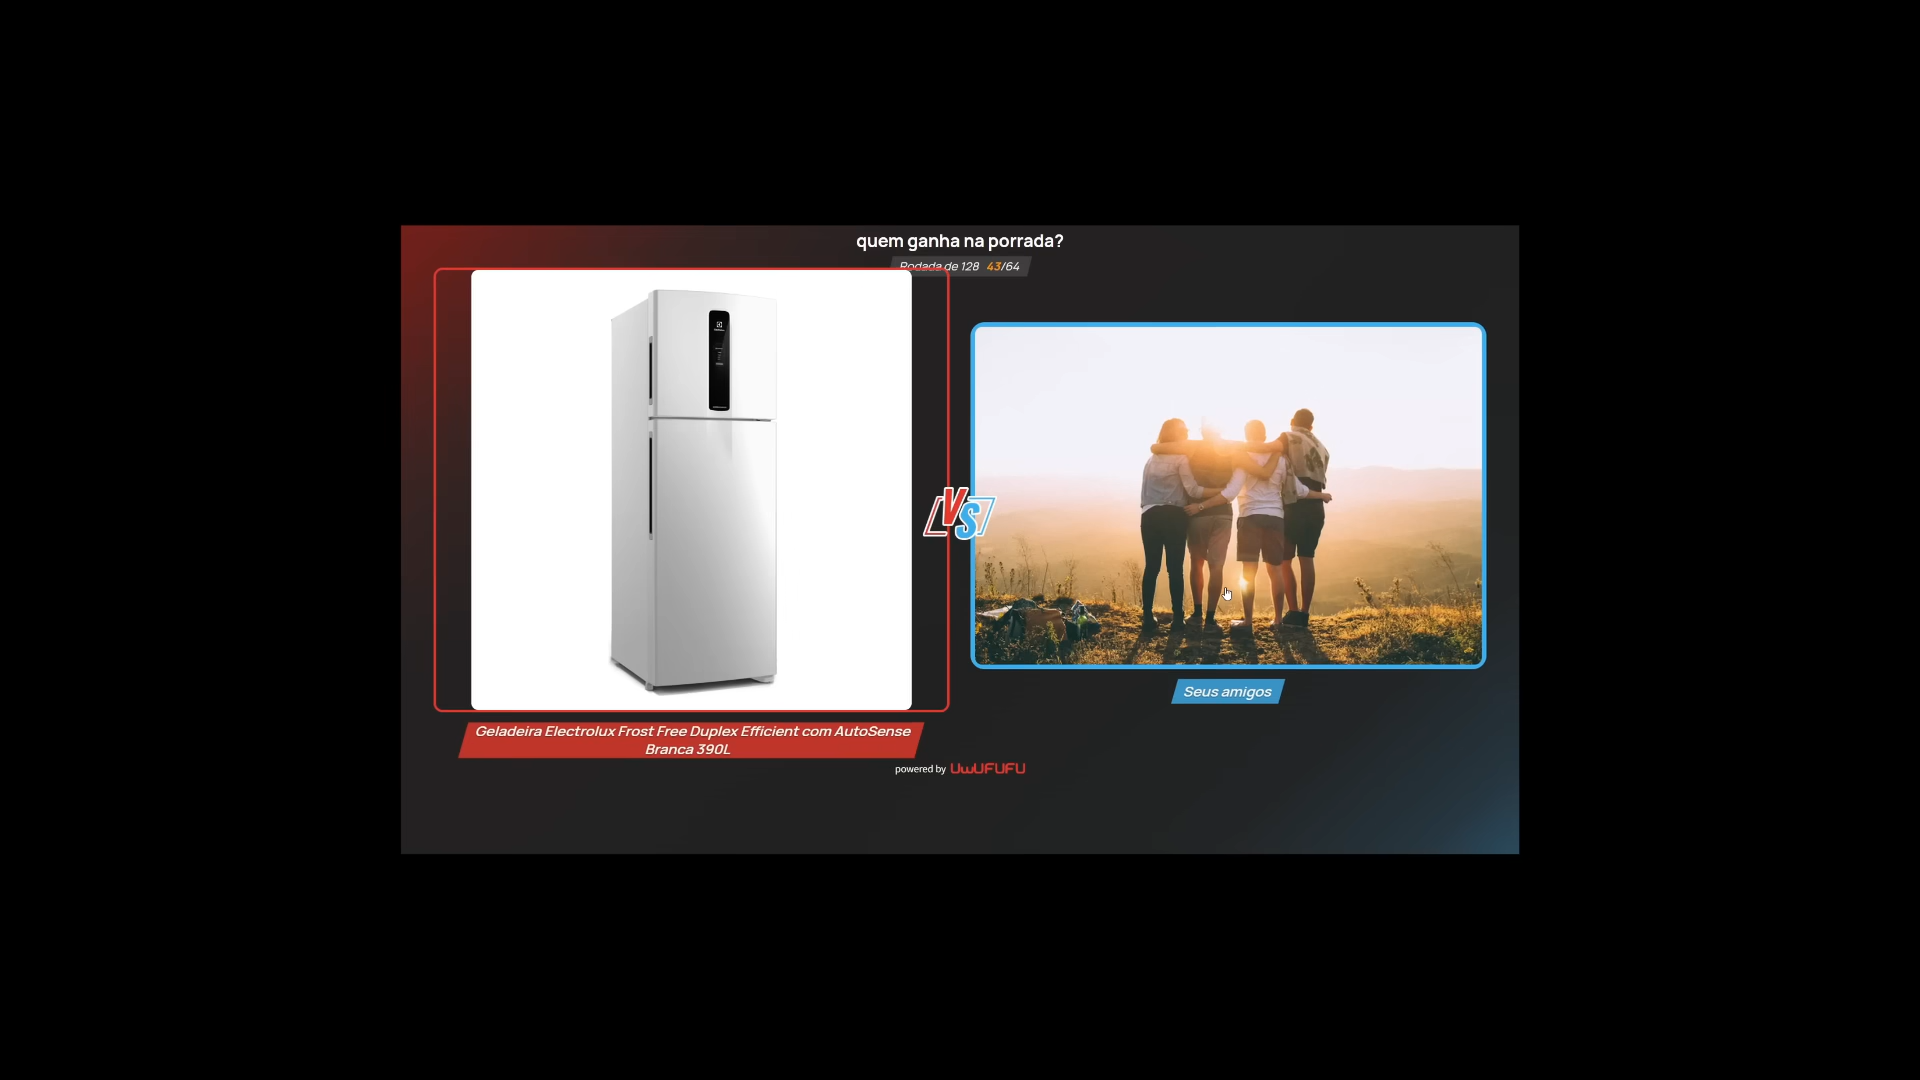 quem ganha na porrada?
Rodada de 128 43/64
VS
Seus amigos
Geladeira Electrolux Frost Free Duplex Efficient com AutoSense
Branca 390L
powered by UwUFUFU